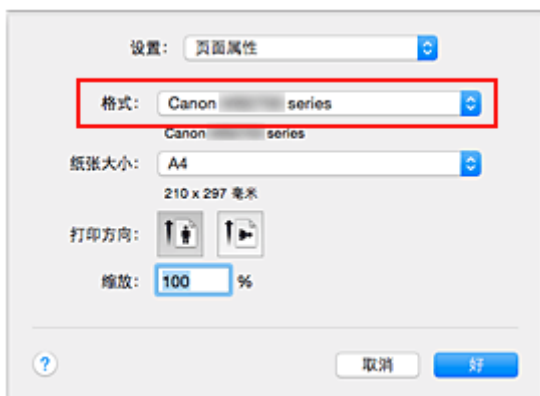 设置： 页面属性
格式： Canon series
Canon series
纸张大小： A4
210 x 297 毫米
打印方向：
缩放： 100 %
? 取消 好